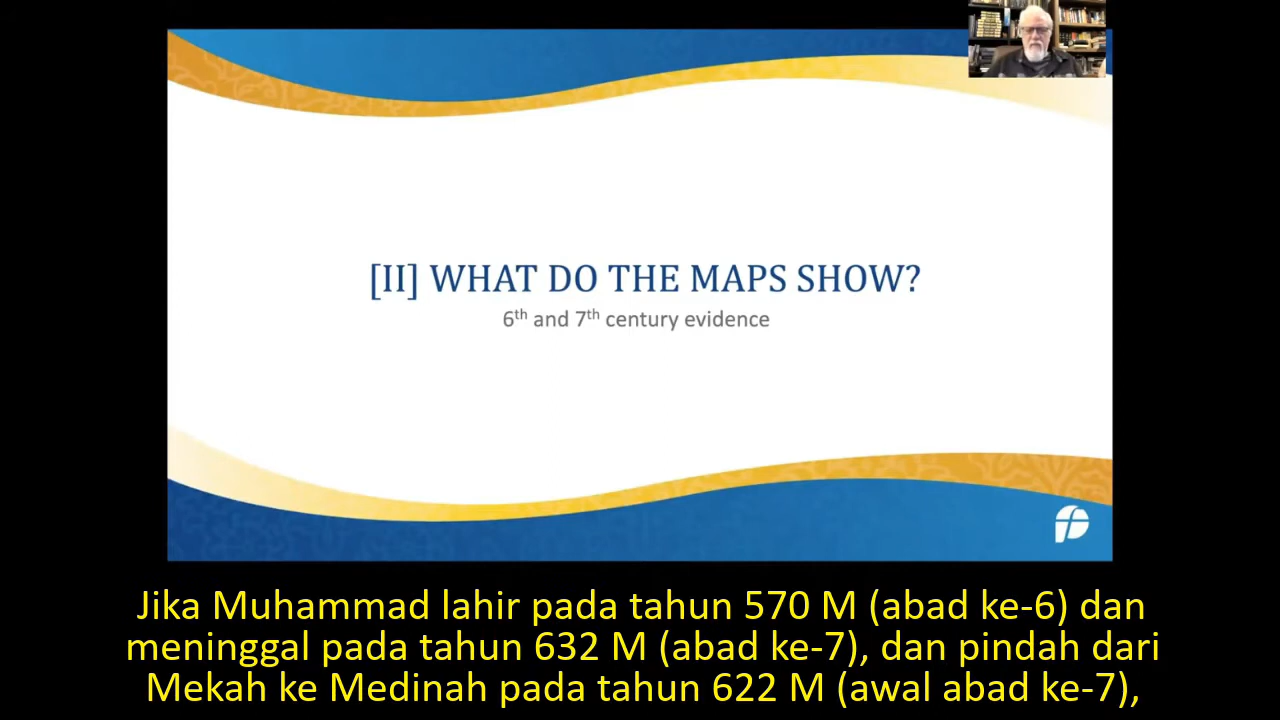 [II] WHAT DO THE MAPS SHOW?
6th and 7th century evidence
Jika Muhammad lahir pada tahun 570 M (abad ke-6) dan
meninggal pada tahun 632 M (abad ke-7), dan pindah dari
Mekah ke Medinah pada tahun 622 M (awal abad ke-7),